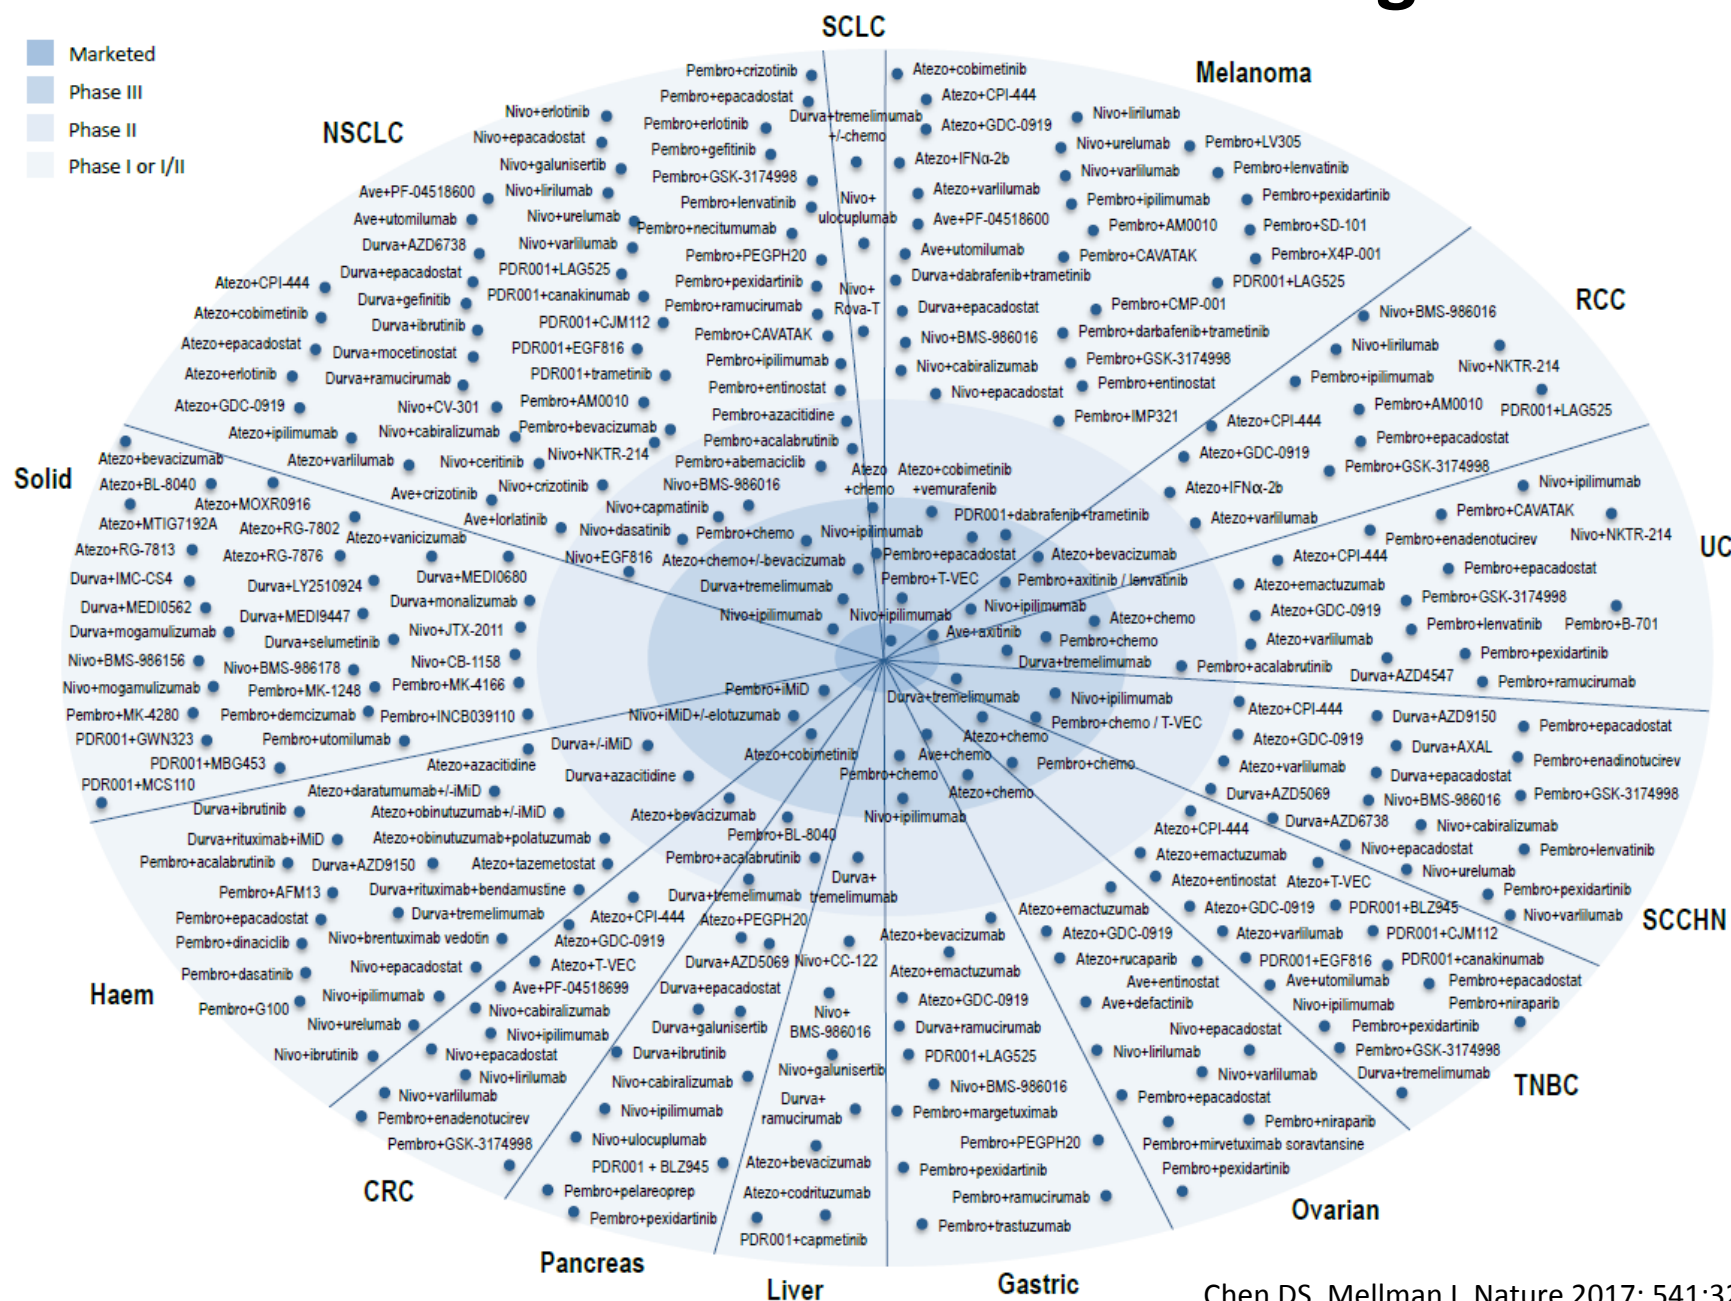 g
SCLC
Marketed
Phase III
Phase II
Phase I or I/II
NSCLC
Melanoma
RCC
UC
SCCHN
TNBC
Ovarian
Gastric
Liver
Pancreas
CRC
Haem
Solid
Pembro+crizotinib
Pembro+epacadostat
Nivo+erlotinib
Pembro+erlotinib
Nivo+epacadostat
Pembro+gefitinib
Nivo+galunisertib
Pembro+GSK-3174998
Ave+PF-04518600
Nivo+lirilumab
Pembro+lenvatinib
Ave+utomilumab
Nivo+urelumab
Pembro+necitumumab
Durva+AZD6738
Nivo+varlilumab
Pembro+PEGPH20
Atezo+CPI-444
Durva+epacadostat
PDR001+LAG525
Pembro+pexidartinib
Durva+gefinitib
PDR001+canakinumab
Pembro+ramucirumab
Atezo+cobimetinib
Durva+ibrutinib
PDR001+CJM112
Pembro+CAVATAK
Atezo+epacadostat
Durva+mocetinostat
PDR001+EGF816
Pembro+ipilimumab
Atezo+erlotinib
Durva+ramucirumab
PDR001+trametinib
Pembro+entinostat
Atezo+GDC-0919
Nivo+CV-301
Pembro+AM0010
Pembro+azacitidine
Atezo+ipilimumab
Nivo+cabiralizumab
Pembro+bevacizumab
Pembro+acalabrutinib
Atezo+varlilumab
Nivo+ceritinib
Nivo+NKTR-214
Pembro+abemaciclib
Ave+crizotinib
Nivo+crizotinib
Nivo+BMS-986016
Ave+lorlatinib
Nivo+capmatinib
Nivo+dasatinib
Pembro+chemo
Nivo+EGF816
Atezo+chemo+/-bevacizumab
Durva+tremelimumab
Nivo+ipilimumab
Durva+tremelimumab
+/-chemo
Nivo+
ulocuplumab
Nivo+
Rova-T
Atezo
+chemo
Nivo+ipilimumab
Atezo+cobimetinib
Atezo+CPI-444
Atezo+GDC-0919
Nivo+lirilumab
Nivo+urelumab
Pembro+LV305
Atezo+IFNα-2b
Nivo+varlilumab
Pembro+lenvatinib
Atezo+varlilumab
Pembro+ipilimumab
Pembro+pexidartinib
Ave+PF-04518600
Pembro+AM0010
Pembro+SD-101
Ave+utomilumab
Pembro+CAVATAK
Pembro+X4P-001
Durva+dabrafenib+trametinib
PDR001+LAG525
Durva+epacadostat
Pembro+CMP-001
Nivo+BMS-986016
Pembro+darbafenib+trametinib
Nivo+cabiralizumab
Pembro+GSK-3174998
Nivo+epacadostat
Pembro+entinostat
Pembro+IMP321
Atezo+cobimetinib
+vemurafenib
PDR001+dabrafenib+trametinib
Pembro+epacadostat
Pembro+T-VEC
Nivo+ipilimumab
Nivo+BMS-986016
Nivo+lirilumab
Nivo+NKTR-214
Pembro+ipilimumab
Pembro+AM0010
PDR001+LAG525
Atezo+CPI-444
Pembro+epacadostat
Atezo+GDC-0919
Pembro+GSK-3174998
Atezo+IFNα-2b
Atezo+varlilumab
Atezo+bevacizumab
Pembro+axitinib / lenvatinib
Nivo+ipilimumab
Ave+axitinib
Nivo+ipilimumab
Pembro+CAVATAK
Nivo+NKTR-214
Pembro+enadenotucirev
Atezo+CPI-444
Pembro+epacadostat
Atezo+emactuzumab
Pembro+GSK-3174998
Atezo+GDC-0919
Pembro+lenvatinib
Pembro+B-701
Atezo+varlilumab
Pembro+pexidartinib
Pembro+acalabrutinib
Durva+AZD4547
Pembro+ramucirumab
Atezo+chemo
Pembro+chemo
Durva+tremelimumab
Durva+tremelimumab
Nivo+ipilimumab
Pembro+chemo / T-VEC
Atezo+CPI-444
Durva+AZD9150
Pembro+epacadostat
Atezo+GDC-0919
Durva+AXAL
Pembro+enadinotucirev
Atezo+varlilumab
Durva+epacadostat
Durva+AZD5069
Nivo+BMS-986016
Pembro+GSK-3174998
Durva+AZD6738
Nivo+cabiralizumab
Nivo+epacadostat
Pembro+lenvatinib
Nivo+urelumab
Pembro+pexidartinib
Nivo+varilumab
Atezo+chemo
Pembro+chemo
Atezo+CPI-444
Atezo+emactuzumab
Atezo+entinostat
Atezo+T-VEC
Atezo+GDC-0919
PDR001+BLZ945
Atezo+varlilumab
PDR001+CJM112
PDR001+EGF816
PDR001+canakinumab
Ave+utomilumab
Pembro+epacadostat
Nivo+ipilimumab
Pembro+niraparib
Pembro+pexidartinib
Pembro+GSK-3174998
Durva+tremelimumab
Ave+chemo
Atezo+chemo
Atezo+emactuzumab
Atezo+GDC-0919
Atezo+rucaparib
Ave+entinostat
Ave+defactinib
Nivo+epacadostat
Nivo+lirilumab
Nivo+varlilumab
Pembro+epacadostat
Pembro+niraparib
Pembro+mirvetuximab soravtansine
Pembro+pexidartinib
Pembro+chemo
Nivo+ipilimumab
Atezo+bevacizumab
Atezo+emactuzumab
Atezo+GDC-0919
Durva+ramucirumab
PDR001+LAG525
Nivo+BMS-986016
Pembro+margetuximab
Pembro+PEGPH20
Pembro+pexidartinib
Pembro+ramucirumab
Pembro+trastuzumab
Durva+
tremelimumab
Nivo+CC-122
Nivo+
BMS-986016
Nivo+galunisertib
Durva+
ramucirumab
Atezo+bevacizumab
Atezo+codrituzumab
PDR001+capmetinib
Pembro+BL-8040
Pembro+acalabrutinib
Durva+tremelimumab
Atezo+PEGPH20
Durva+AZD5069
Durva+epacadostat
Durva+galunisertib
Durva+ibrutinib
Nivo+cabiralizumab
Nivo+ipilimumab
Nivo+ulocuplumab
PDR001 + BLZ945
Pembro+pelareoprep
Pembro+pexidartinib
Atezo+cobimetinib
Atezo+bevacizumab
Atezo+CPI-444
Atezo+GDC-0919
Atezo+T-VEC
Ave+PF-04518699
Nivo+cabiralizumab
Nivo+ipilimumab
Nivo+epacadostat
Nivo+lirilumab
Nivo+varlilumab
Pembro+enadenotucirev
Pembro+GSK-3174998
Pembro+iMiD
Nivo+iMiD+/-elotuzumab
Durva+/-iMiD
Durva+azacitidine
Atezo+azacitidine
Atezo+daratumumab+/-iMiD
Durva+ibrutinib
Atezo+obinutuzumab+/-iMiD
Durva+rituximab+iMiD
Atezo+obinutuzumab+polatuzumab
Pembro+acalabrutinib
Durva+AZD9150
Atezo+tazemetostat
Pembro+AFM13
Durva+rituximab+bendamustine
Pembro+epacadostat
Durva+tremelimumab
Pembro+dinaciclib
Nivo+brentuximab vedotin
Pembro+dasatinib
Nivo+epacadostat
Pembro+G100
Nivo+ipilimumab
Nivo+urelumab
Nivo+ibrutinib
Atezo+bevacizumab
Atezo+BL-8040
Atezo+MOXR0916
Atezo+MTIG7192A
Atezo+RG-7802
Atezo+vanicizumab
Atezo+RG-7813
Atezo+RG-7876
Durva+IMC-CS4
Durva+LY2510924
Durva+MEDI0680
Durva+MEDI0562
Durva+MEDI9447
Durva+monalizumab
Durva+mogamulizumab
Durva+selumetinib
Nivo+JTX-2011
Nivo+BMS-986156
Nivo+BMS-986178
Nivo+CB-1158
Nivo+mogamulizumab
Pembro+MK-1248
Pembro+MK-4166
Pembro+MK-4280
Pembro+demcizumab
Pembro+INCB039110
PDR001+GWN323
Pembro+utomilumab
PDR001+MBG453
PDR001+MCS110
Chen DS, Mellman I. Nature 2017; 541:32